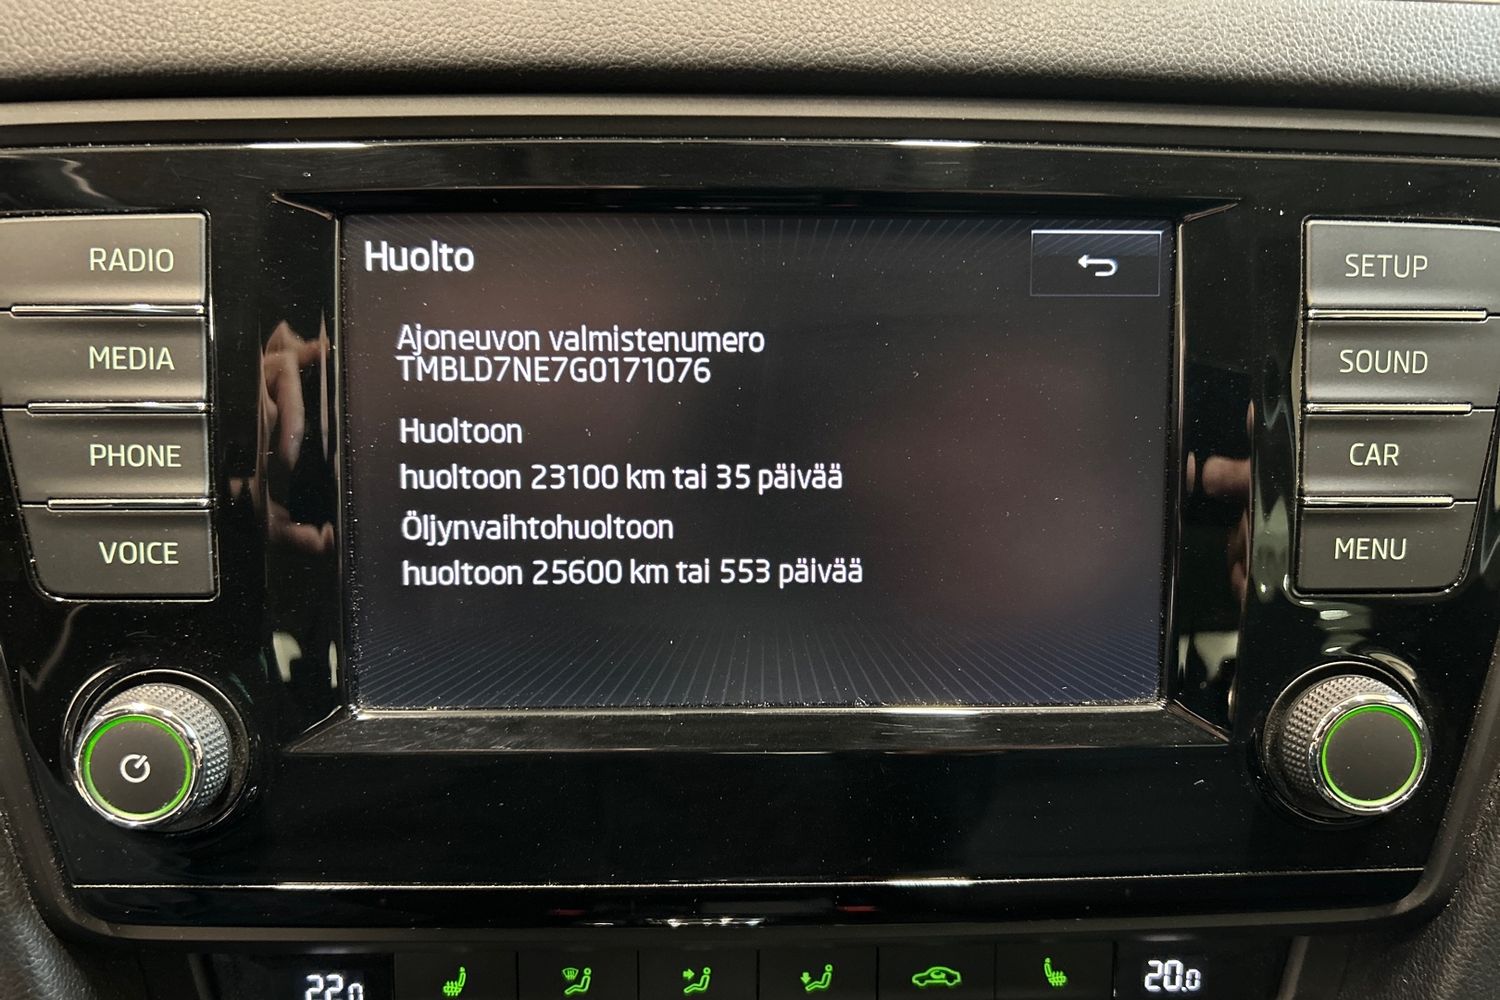 Huolto
Ajoneuvon valmistenumero
TMBLD7NE7G0171076
Huoltoon
huoltoon 23100 km tai 35 päivää
Öljynvaihtohuoltoon
huoltoon 25600 km tai 553 päivää
RADIO
MEDIA
PHONE
VOICE
SETUP
SOUND
CAR
MENU
22.0
20.0